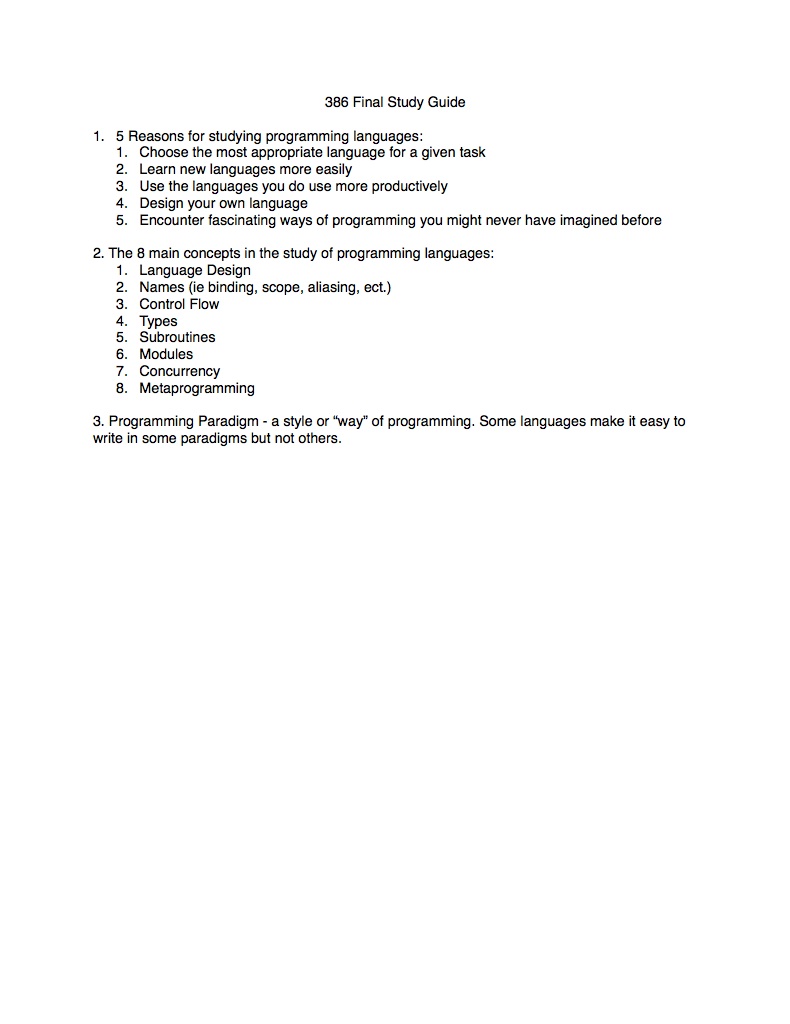 386 Final Study Guide
1. 5 Reasons for studying programming languages:
1. Choose the most appropriate language for a given task
2. Learn new languages more easily
3. Use the languages you do use more productively
4. Design your own language
5. Encounter fascinating ways of programming you might never have imagined before
2. The 8 main concepts in the study of programming languages:
1. Language Design
2. Names (ie binding, scope, aliasing, ect.)
3. Control Flow
4. Types
5. Subroutines
6. Modules
7. Concurrency
8. Metaprogramming
3. Programming Paradigm - a style or “way” of programming. Some languages make it easy to
write in some paradigms but not others.